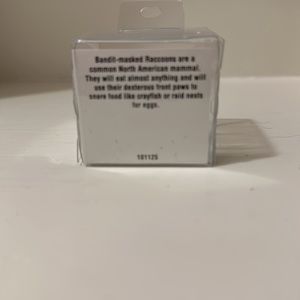 Bandit-masked Raccoons are a
common North American mammal.
They will eat almost anything and will
use their dexterous front paws to
snare food like crayfish or raid nests
for eggs.
101125